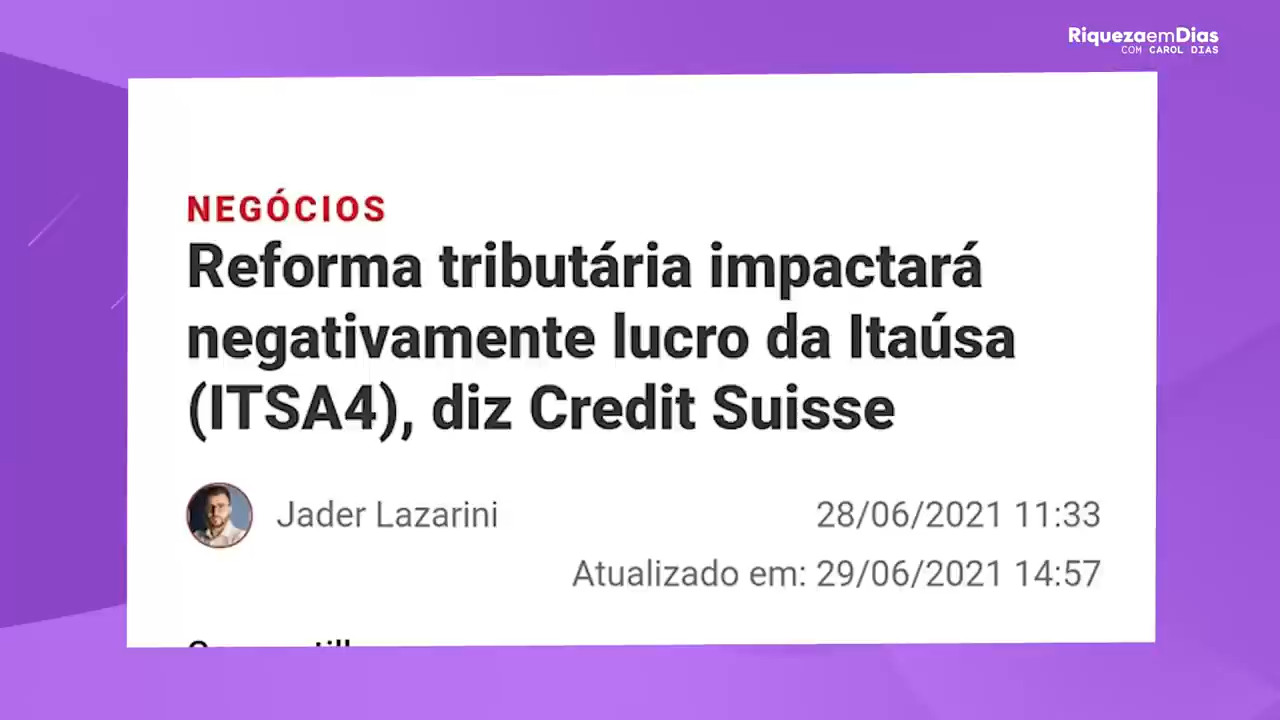 RiquezaemDias
COM CAROL DIAS
NEGÓCIOS
Reforma tributária impactará
negativamente lucro da Itaúsa
(ITSA4), diz Credit Suisse
Jader Lazarini
28/06/2021 11:33
Atualizado em: 29/06/2021 14:57